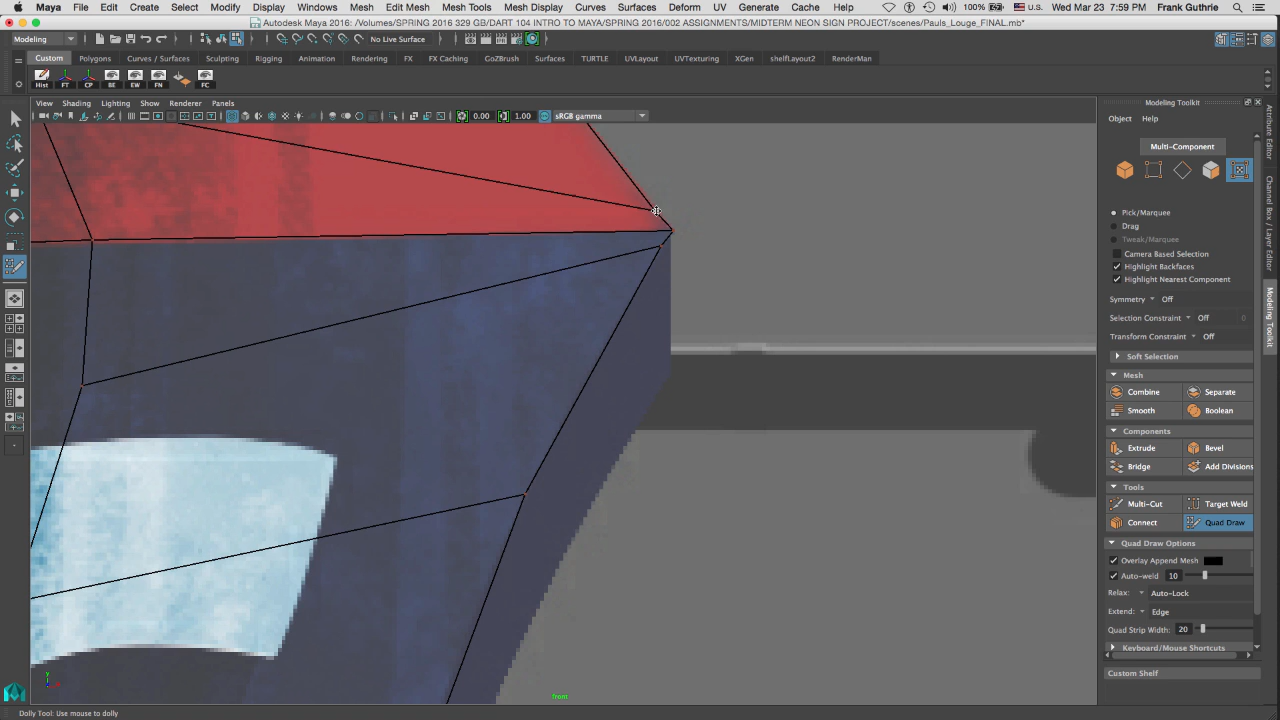 Maya File Edit Create Select Modify Display Windows Mesh Edit Mesh Mesh Tools Mesh Display Curves Surfaces Deform UV Generate Cache Help 100% U.S. Wed Mar 23 7:59 PM Frank Guthrie
Autodesk Maya 2016: /Volumes/SPRING 2016 329 GB/DART 104 INTRO TO MAYA/SPRING 2016/002 ASSIGNMENTS/MIDTERM NEON SIGN PROJECT/scenes/Pauls_Louge_FINAL.mb*
Modeling No Live Surface
Custom Polygons Curves / Surfaces Sculpting Rigging Animation Rendering FX FX Caching GoZBrush Surfaces TURTLE UVLayout UVTexturing XGen shelfLayout2 RenderMan
Hist FT CP BE EW FN FC
View Shading Lighting Show Renderer Panels
0.00 1.00 sRGB gamma
Modeling Toolkit
Object Help
Multi-Component
Pick/Marquee
Drag
Tweak/Marquee
Camera Based Selection
Highlight Backfaces
Highlight Nearest Component
Symmetry Off
Selection Constraint Off 0
Transform Constraint Off
Soft Selection
Mesh
Combine Separate
Smooth Boolean
Components
Extrude Bevel
Bridge Add Divisions
Tools
Multi-Cut Target Weld
Connect Quad Draw
Quad Draw Options
Overlay Append Mesh
Auto-weld 10
Relax: Auto-Lock
Extend: Edge
Quad Strip Width: 20
Keyboard/Mouse Shortcuts
Custom Shelf
Attribute Editor
Channel Box / Layer Editor
Modeling Toolkit
y
front
Dolly Tool: Use mouse to dolly